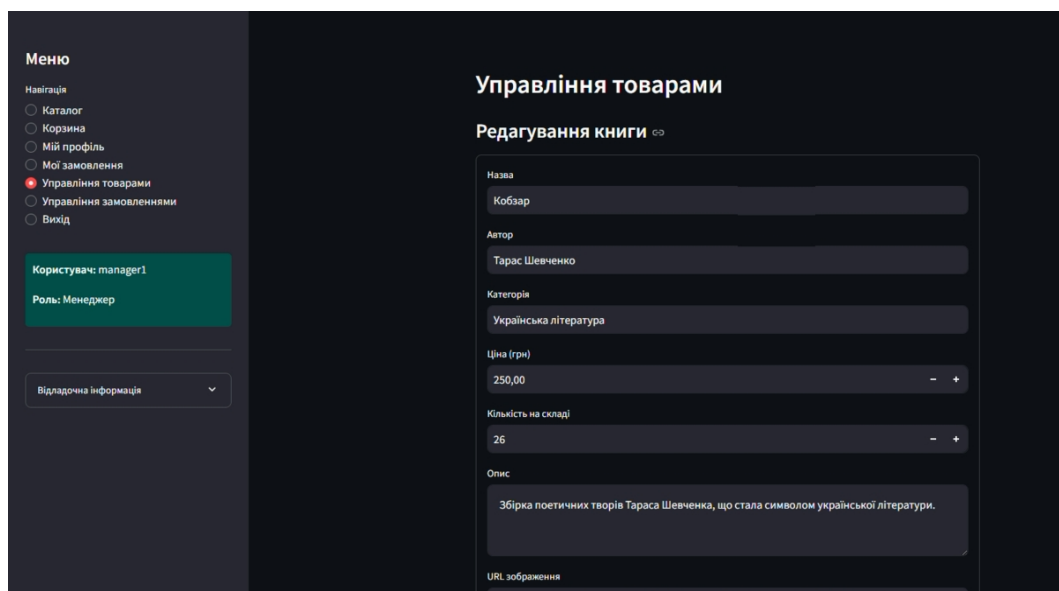 Меню
Навігація
Каталог
Корзина
Мій профіль
Мої замовлення
Управління товарами
Управління замовленнями
Вихід
Користувач: manager1
Роль: Менеджер
Відладочна інформація
Управління товарами
Редагування книги
Назва
Кобзар
Автор
Тарас Шевченко
Категорія
Українська література
Ціна (грн)
250,00
Кількість на складі
26
Опис
Збірка поетичних творів Тараса Шевченка, що стала символом української літератури.
URL зображення